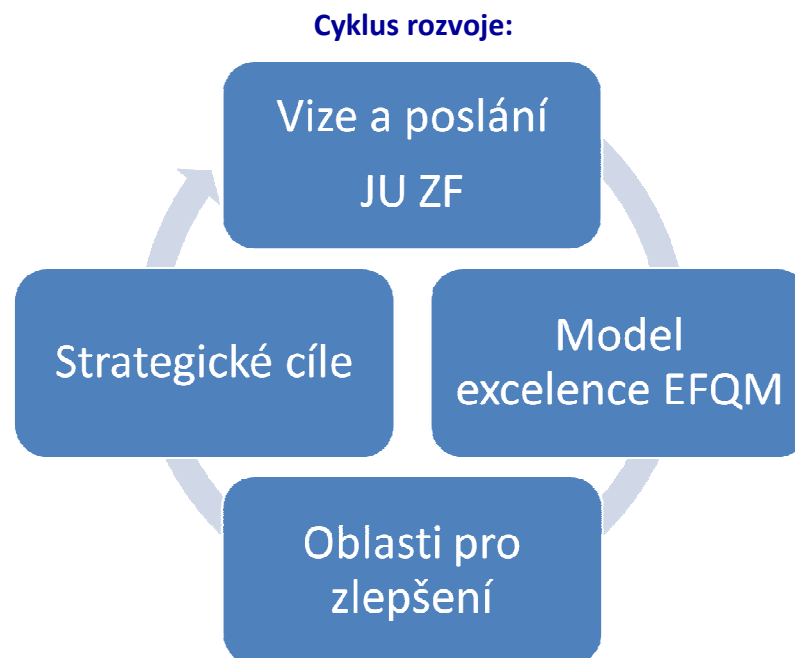 Cyklus rozvoje:
Vize a poslání
JU ZF
Strategické cíle
Model
excelence EFQM
Oblasti pro
zlepšení